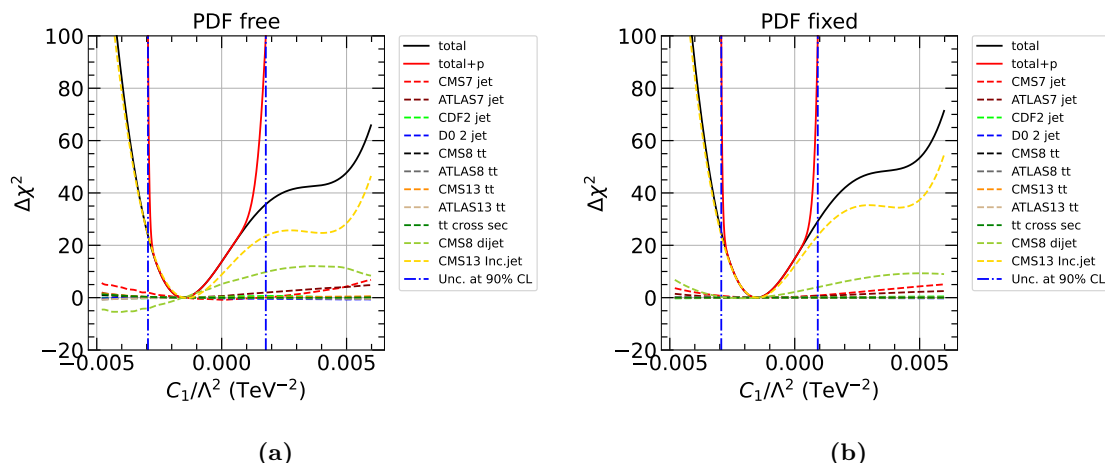 PDF free
100
80
60
40
20
0
−20
Δχ²
−0.005 0.000 0.005
C₁/Λ² (TeV⁻²)
total
total+p
CMS7 jet
ATLAS7 jet
CDF2 jet
D0 2 jet
CMS8 tt
ATLAS8 tt
CMS13 tt
ATLAS13 tt
tt cross sec
CMS8 dijet
CMS13 Inc.jet
Unc. at 90% CL
(a)
PDF fixed
100
80
60
40
20
0
−20
Δχ²
−0.005 0.000 0.005
C₁/Λ² (TeV⁻²)
total
total+p
CMS7 jet
ATLAS7 jet
CDF2 jet
D0 2 jet
CMS8 tt
ATLAS8 tt
CMS13 tt
ATLAS13 tt
tt cross sec
CMS8 dijet
CMS13 Inc.jet
Unc. at 90% CL
(b)